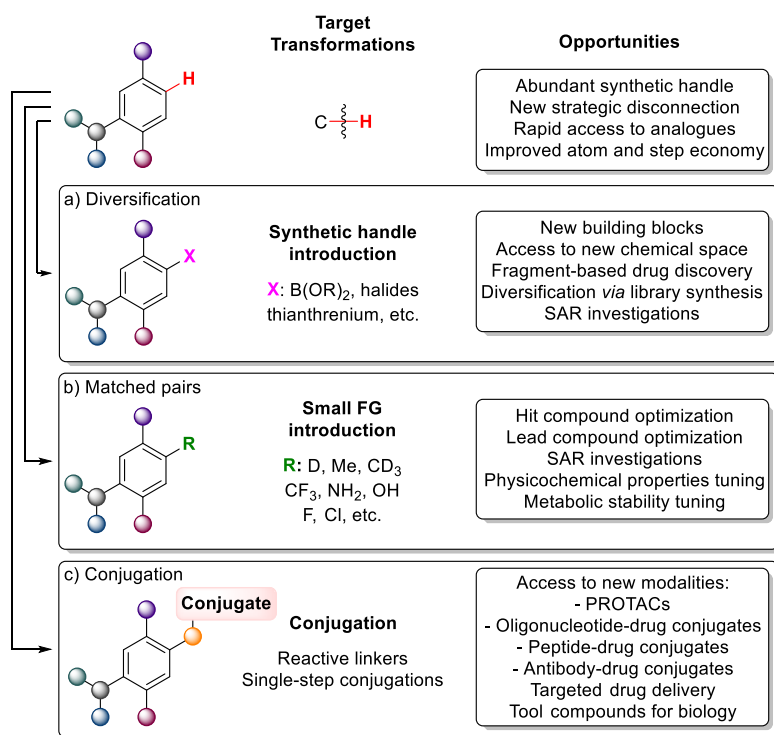 Target
Transformations
Opportunities
H
C H
Abundant synthetic handle
New strategic disconnection
Rapid access to analogues
Improved atom and step economy
a) Diversification
X
Synthetic handle
introduction
X: B(OR)₂, halides
thianthrenium, etc.
New building blocks
Access to new chemical space
Fragment-based drug discovery
Diversification via library synthesis
SAR investigations
b) Matched pairs
R
Small FG
introduction
R: D, Me, CD₃
CF₃, NH₂, OH
F, Cl, etc.
Hit compound optimization
Lead compound optimization
SAR investigations
Physicochemical properties tuning
Metabolic stability tuning
c) Conjugation
Conjugate
Conjugation
Reactive linkers
Single-step conjugations
Access to new modalities:
- PROTACs
- Oligonucleotide-drug conjugates
- Peptide-drug conjugates
- Antibody-drug conjugates
Targeted drug delivery
Tool compounds for biology